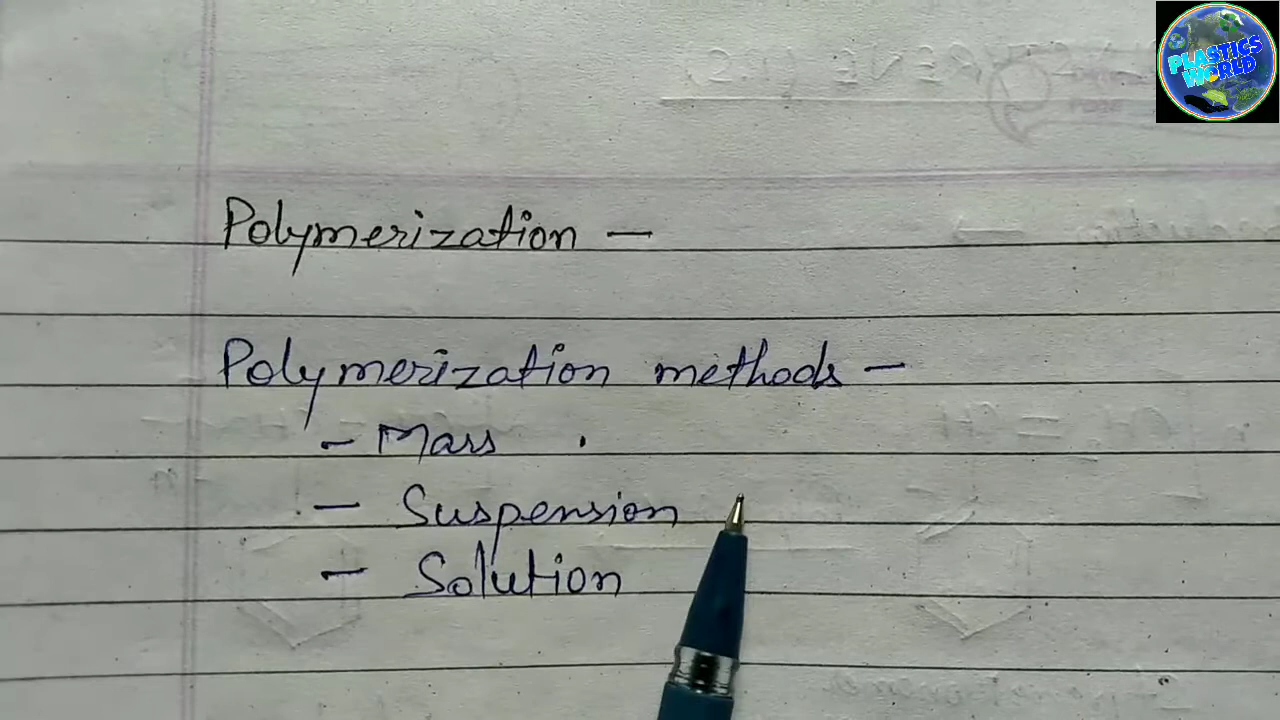 PLASTICS
WORLD
Polymerization —
Polymerization methods —
- Mass
- Suspension
- Solution